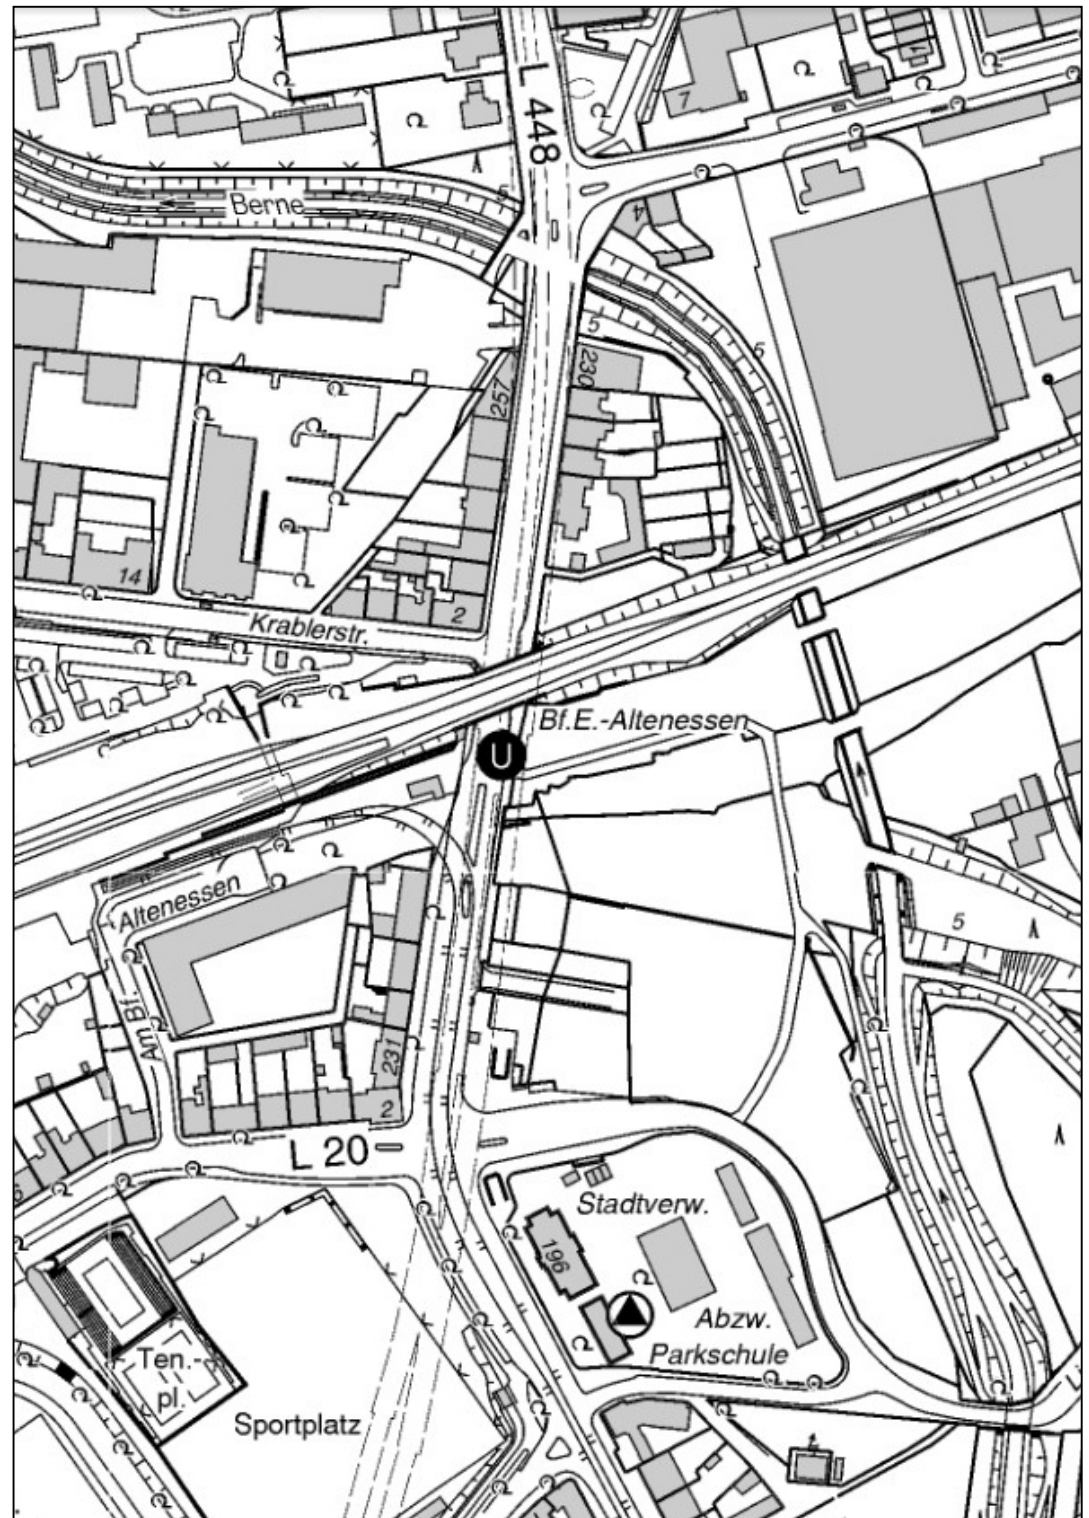 L 448
7
4
5
Berne
5
5
230
257
14
2
Krablerstr.
Bf.E.-Altenessen
U
Altenessen
Am Bf.
5
231
2
L 20
Stadtverw.
196
Abzw.
Parkschule
Ten.-
pl.
Sportplatz